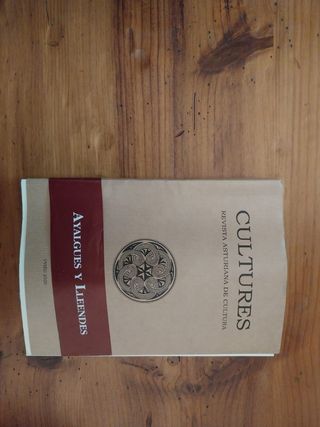 CULTURES
REVISTA ASTURIANA DE CULTURA
AYALGUES Y LLEENDES